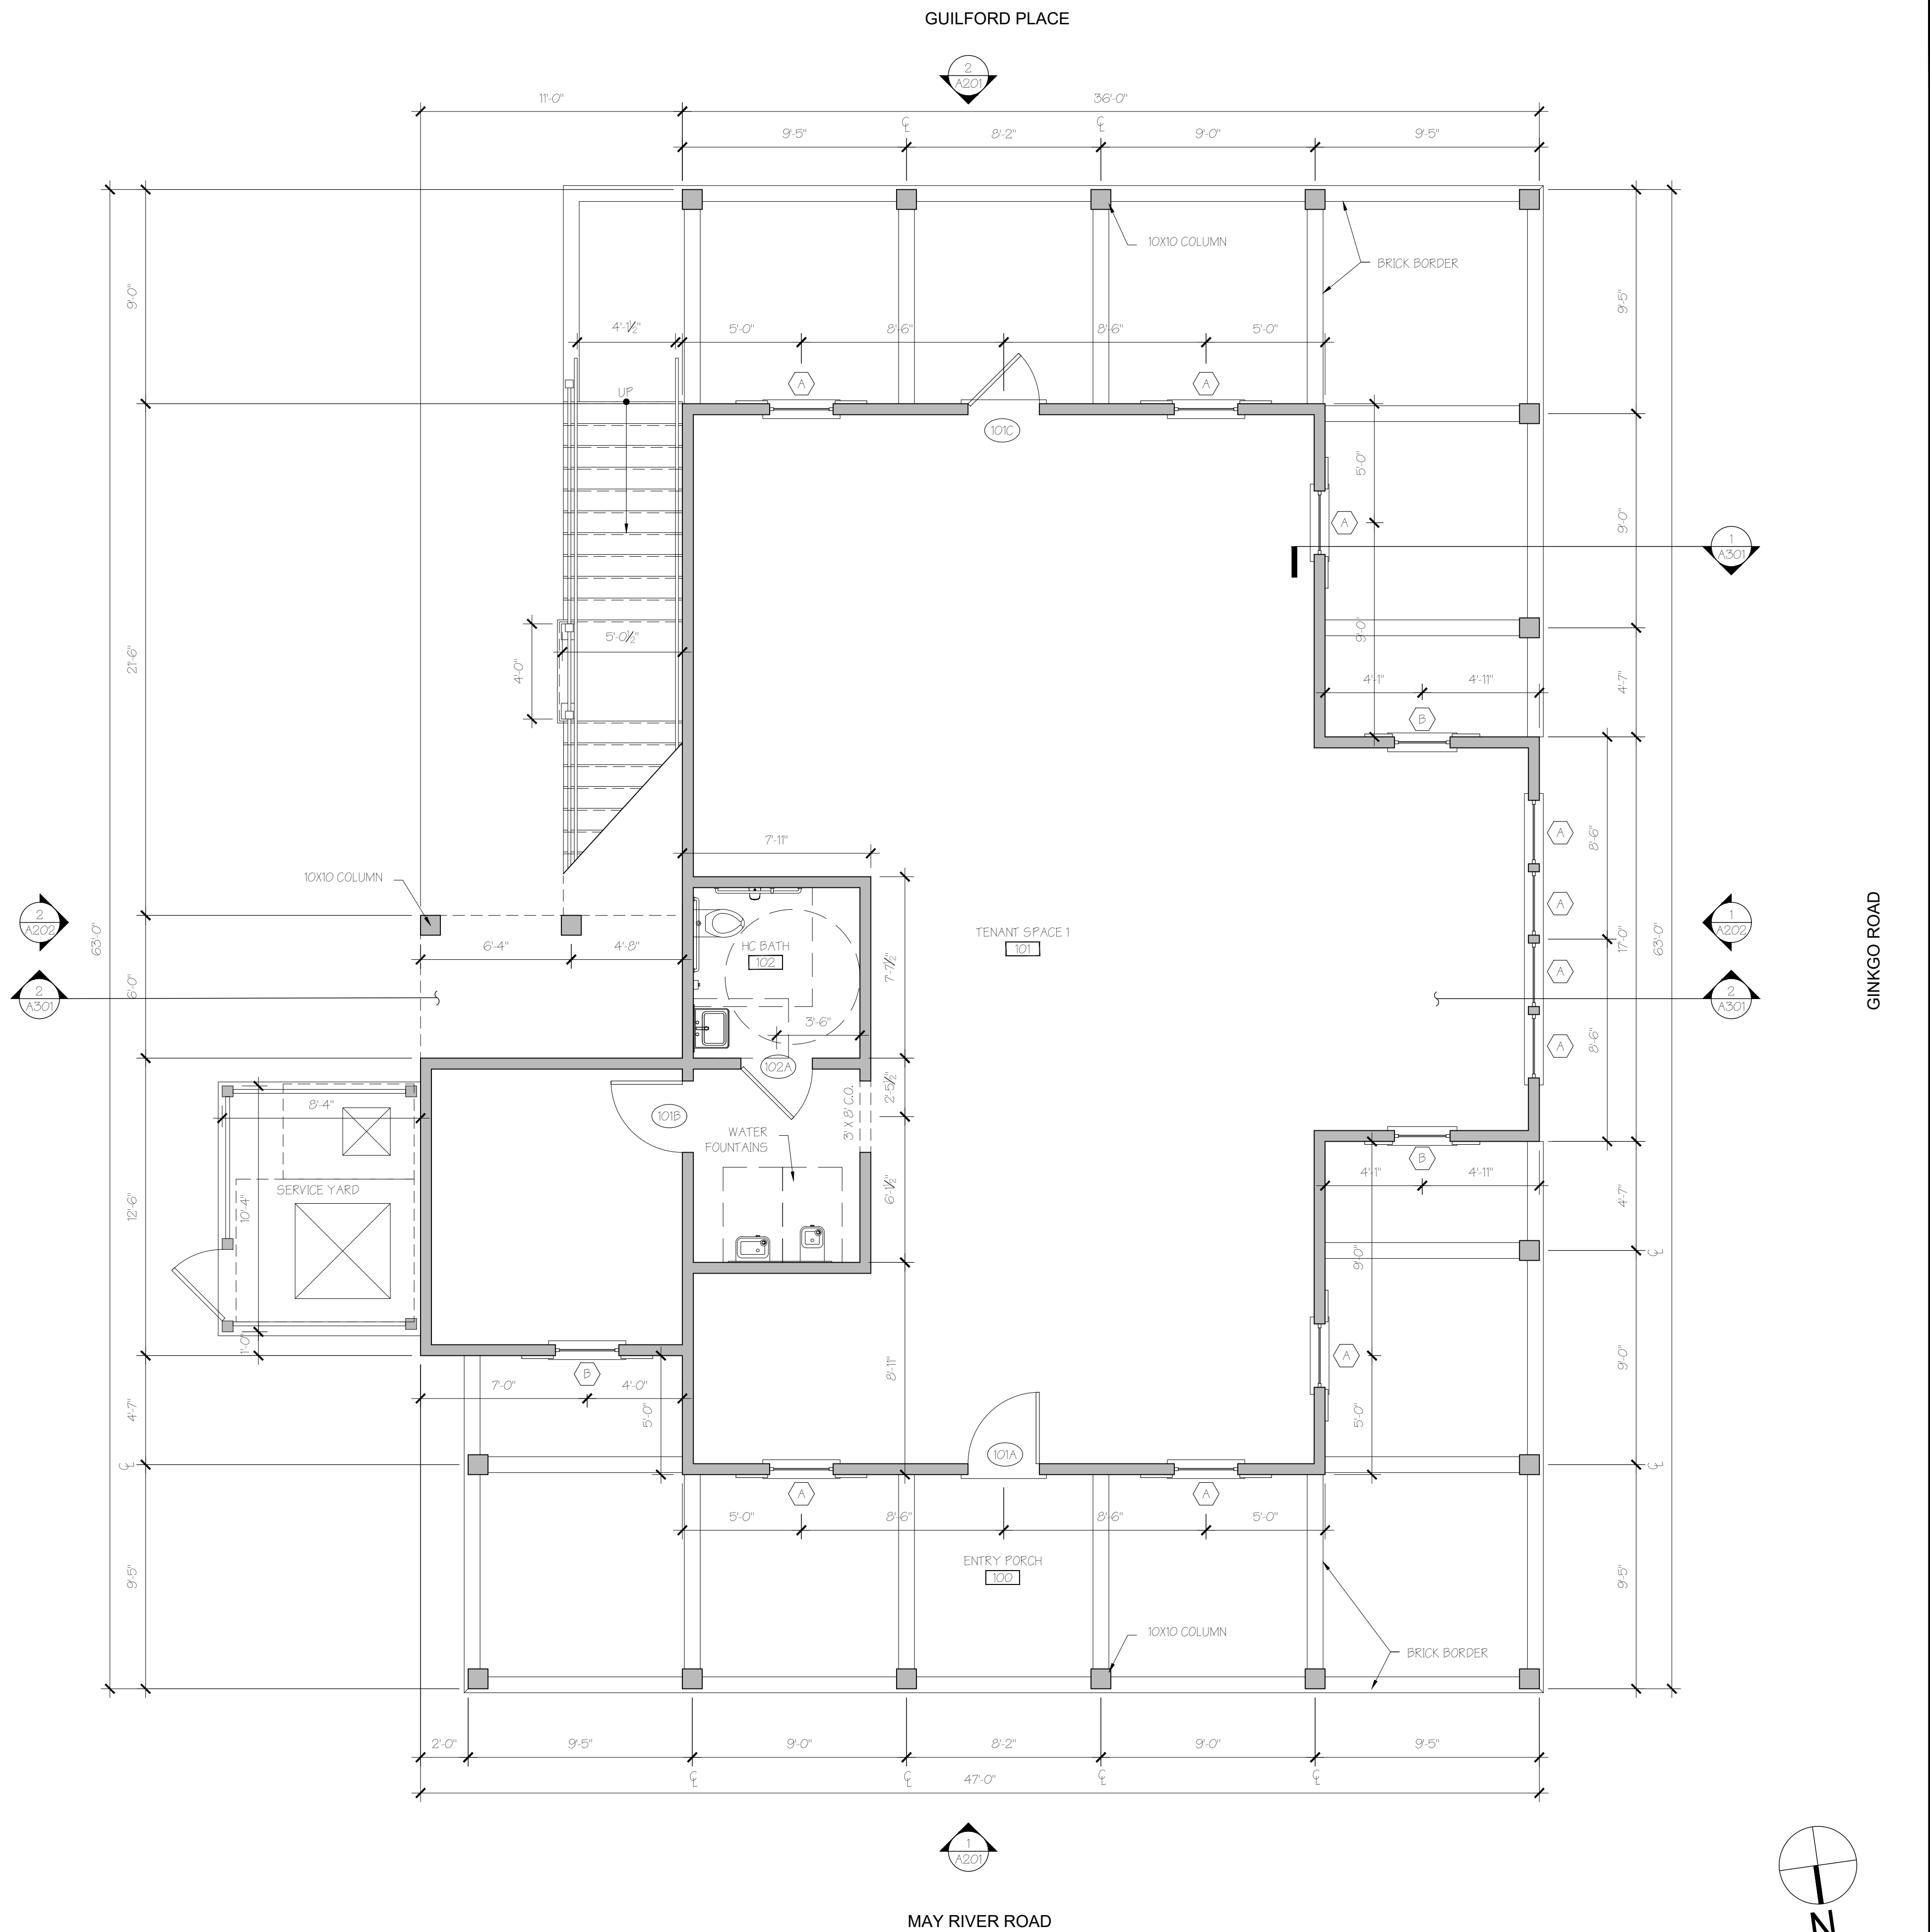 GUILFORD PLACE
2
A201
11'-0"
36'-0"
9'-5"
8'-2"
9'-0"
9'-5"
10X10 COLUMN
BRICK BORDER
9'-0"
9'-5"
4'-1½"
5'-0"
8'-6"
8'-6"
5'-0"
UP
A
A
101C
5'-0"
A
9'-0"
1
A301
21'-6"
5'-0½"
4'-0"
9'-0"
4'-1"
4'-11"
4'-7"
B
7'-11"
A
8'-6"
10X10 COLUMN
A
2
A202
63'-0"
6'-4"
4'-8"
HC BATH
102
7'-7½"
TENANT SPACE 1
101
17'-0"
63'-0"
1
A202
GINKGO ROAD
2
A301
6'-0"
A
2
A301
3'-6"
A
8'-6"
102A
8'-4"
101B
3' X 8' C.O.
2'-5½"
WATER
FOUNTAINS
B
4'-1"
4'-11"
SERVICE YARD
12'-6"
10'-4"
6'-1½"
4'-7"
9'-0"
1'-0"
B
7'-0"
4'-0"
5'-0"
8'-11"
A
9'-0"
4'-7"
5'-0"
101A
A
A
5'-0"
8'-6"
8'-6"
5'-0"
ENTRY PORCH
100
9'-5"
9'-5"
10X10 COLUMN
BRICK BORDER
2'-0"
9'-5"
9'-0"
8'-2"
9'-0"
9'-5"
47'-0"
1
A201
N
MAY RIVER ROAD